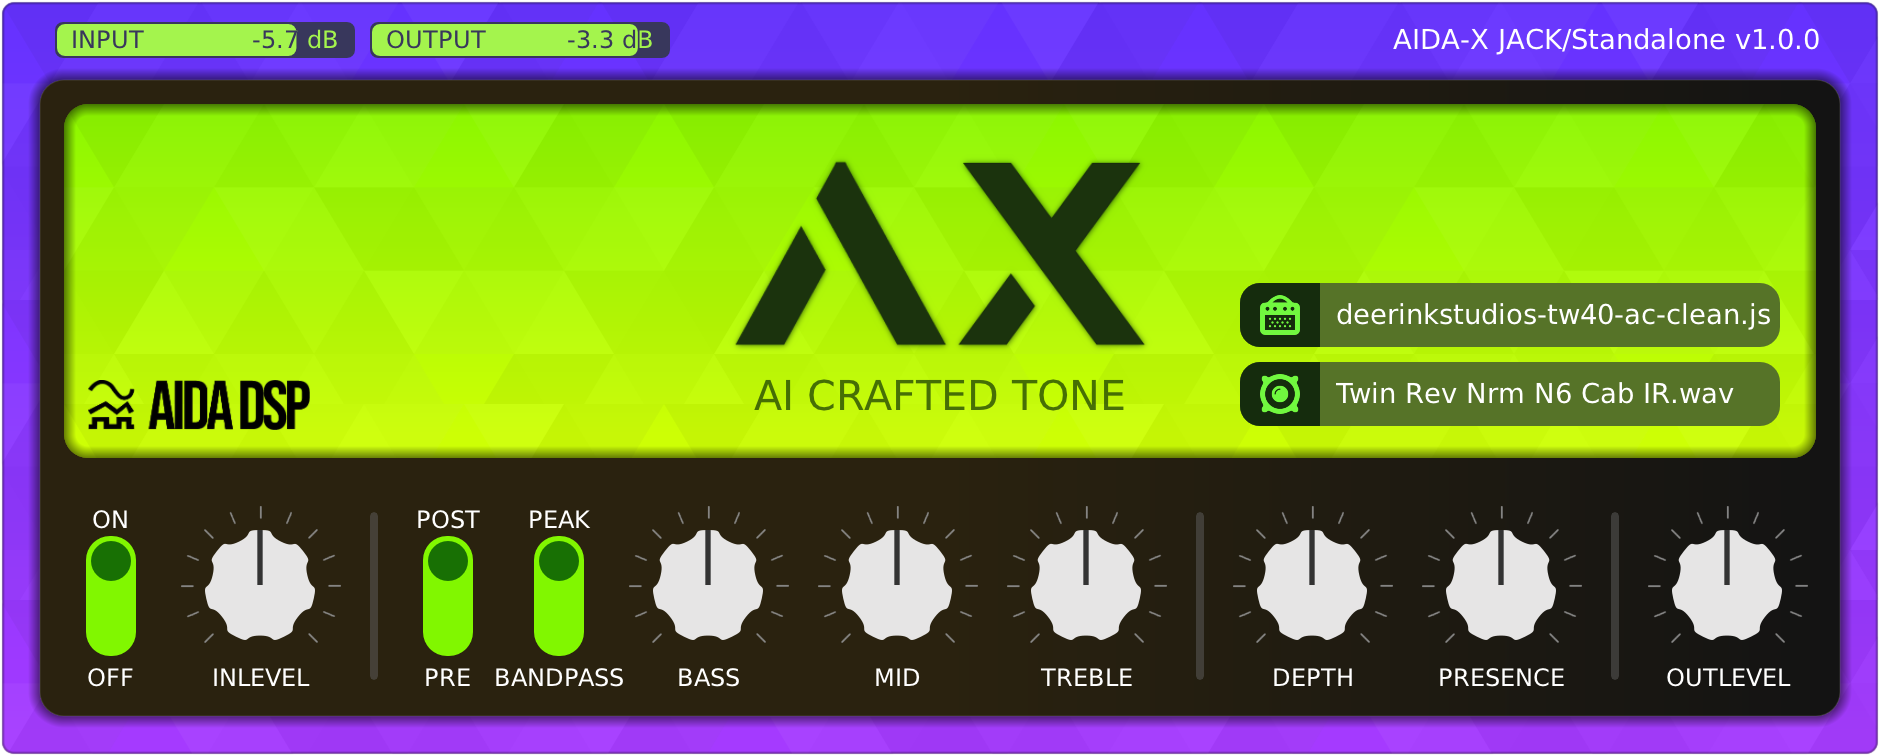 INPUT -5.7 dB OUTPUT -3.3 dB AIDA-X JACK/Standalone v1.0.0
AX
deerinkstudios-tw40-ac-clean.js
AI CRAFTED TONE
Twin Rev Nrm N6 Cab IR.wav
AIDA DSP
ON POST PEAK
OFF INLEVEL PRE BANDPASS BASS MID TREBLE DEPTH PRESENCE OUTLEVEL